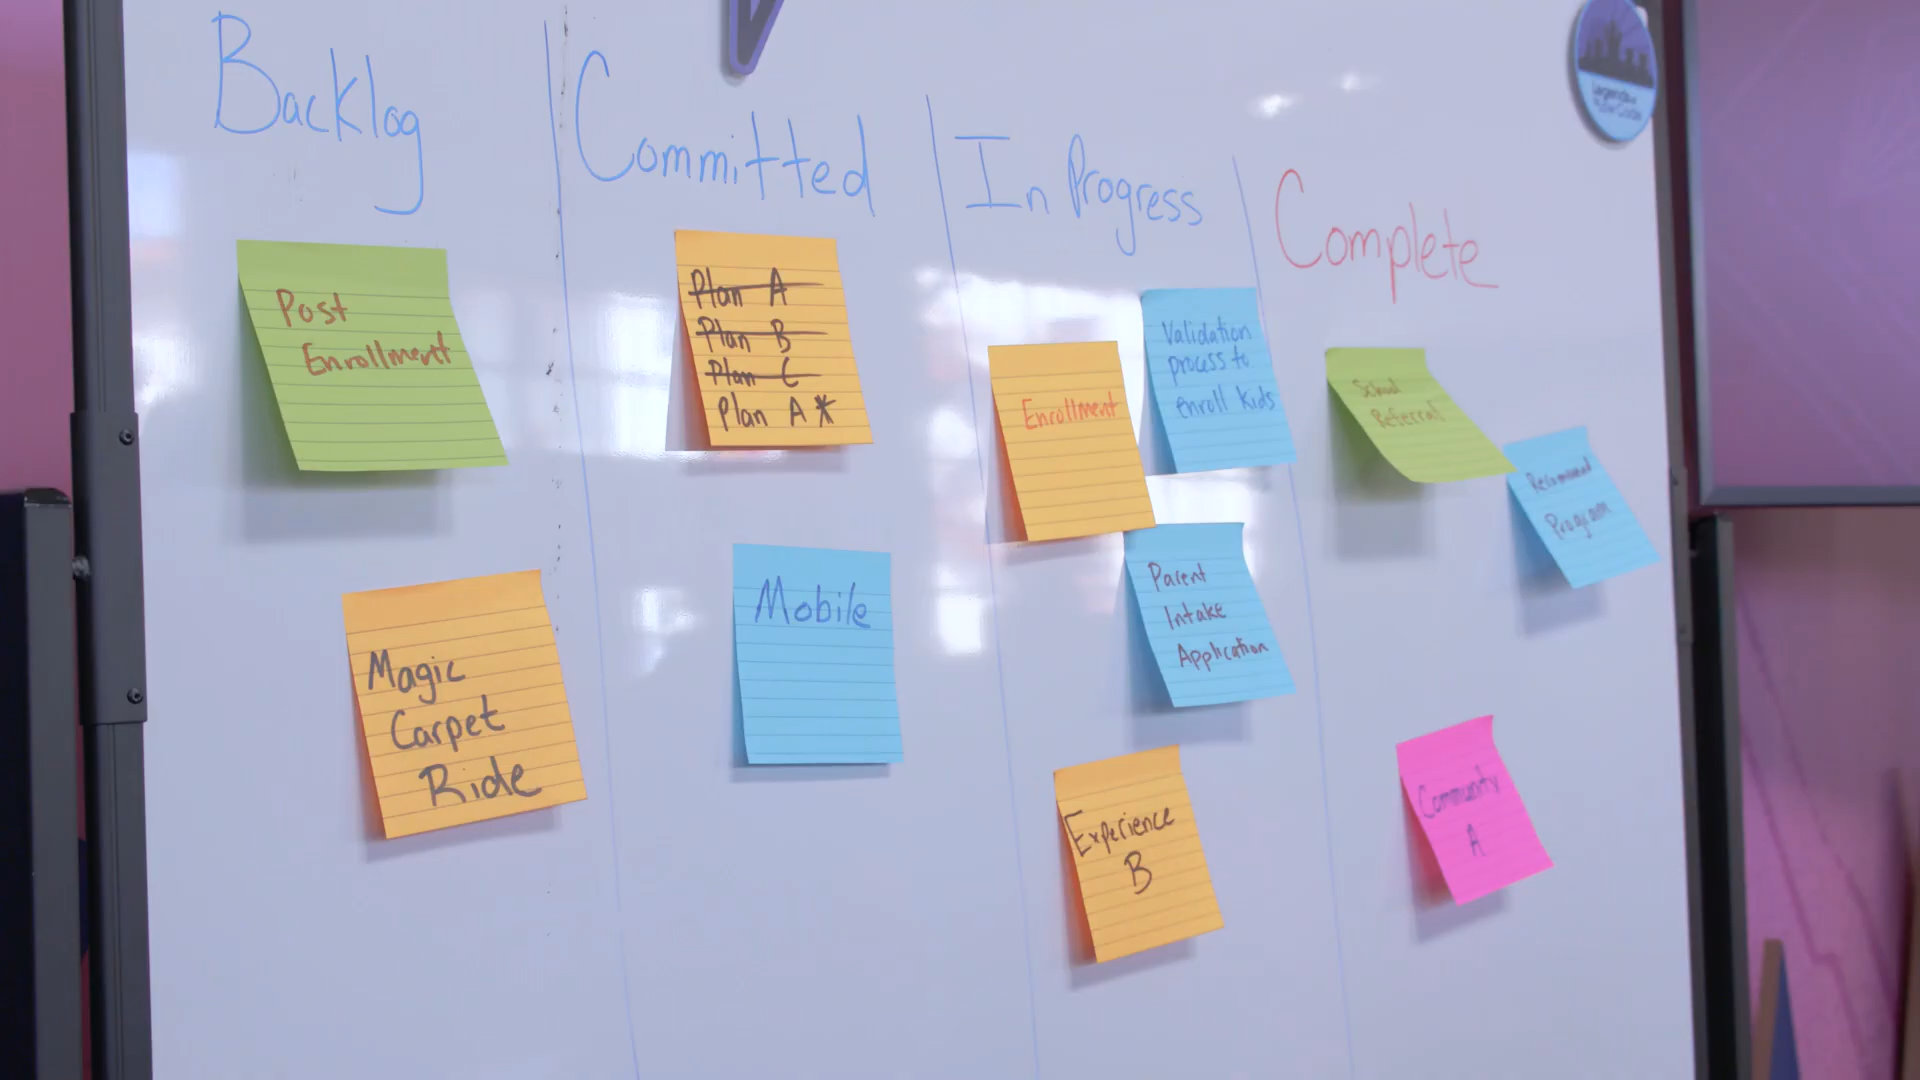 Backlog
Post
Enrollment
Magic
Carpet
Ride
Committed
Plan A
Plan B
Plan C
Plan A*
Mobile
In Progress
Enrollment
Validation
process to
enroll kids
Parent
Intake
Application
Experience
B
Complete
School
Referral
Recommend
Program
Community
A
Legends